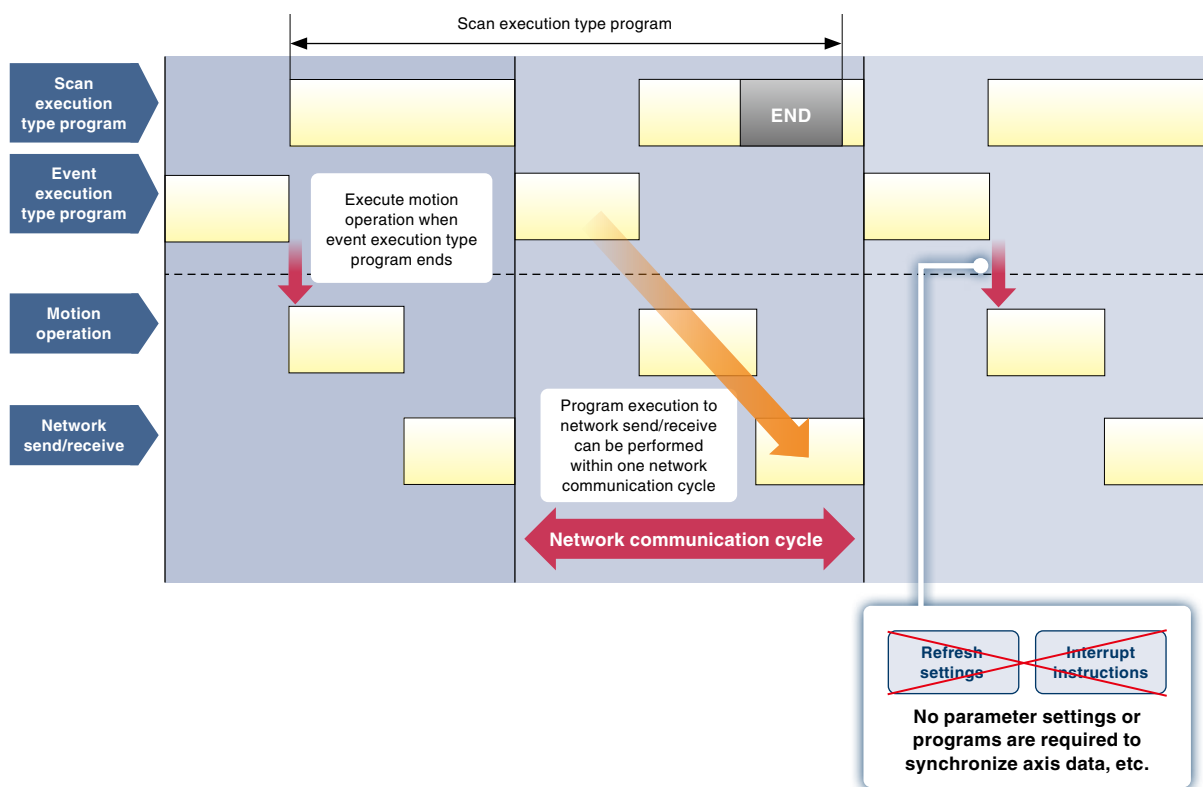 Scan execution type program
Scan
execution
type program
END
Event
execution
type program
Execute motion
operation when
event execution type
program ends
Motion
operation
Network
send/receive
Program execution to
network send/receive
can be performed
within one network
communication cycle
Network communication cycle
Refresh
settings
Interrupt
instructions
No parameter settings or
programs are required to
synchronize axis data, etc.